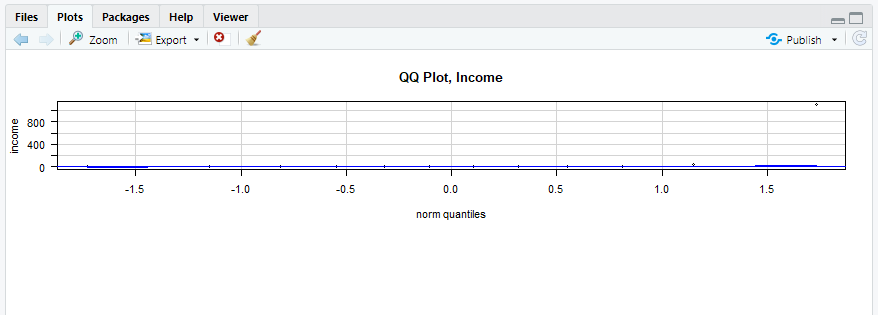 Files Plots Packages Help Viewer
Zoom Export Publish
QQ Plot, Income
income
800
400
0
-1.5 -1.0 -0.5 0.0 0.5 1.0 1.5
norm quantiles